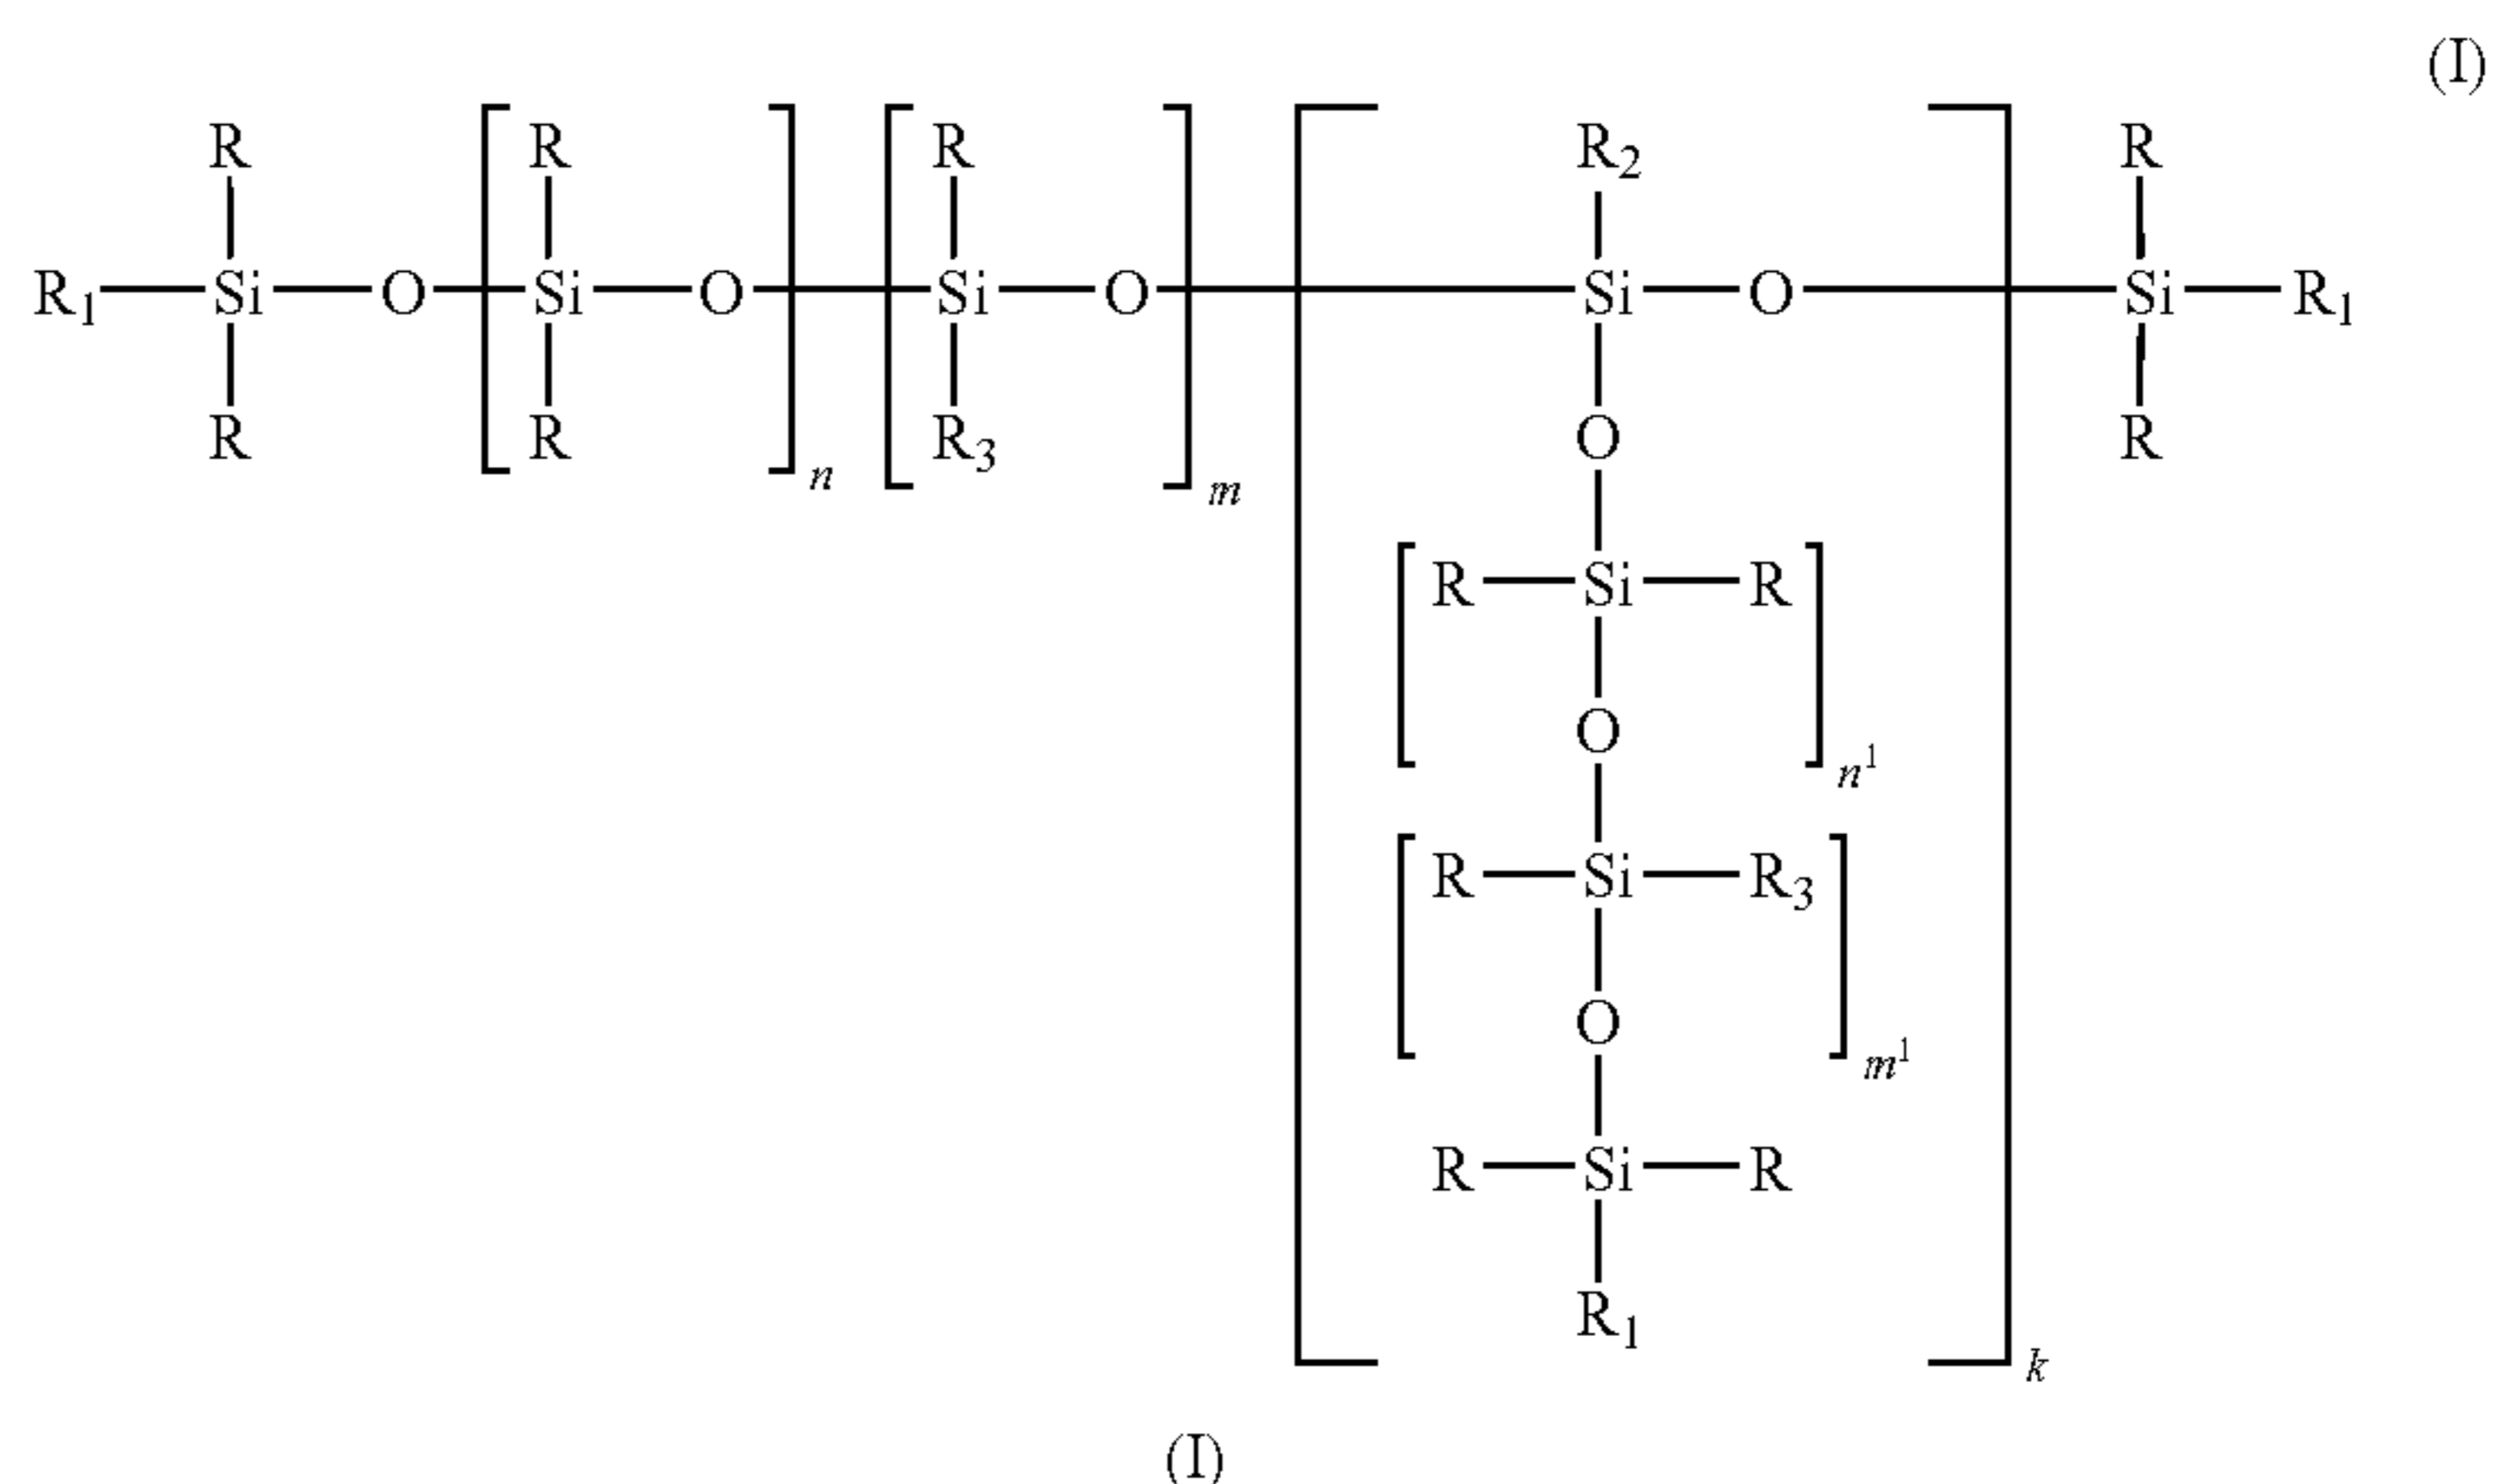 (I)
R R R R₂ R
R₁ Si O Si O Si O Si O Si R₁
R R R₃ O R
n m
R Si R
O
n¹
R Si R₃
O
m¹
R Si R
R₁
k
(I)